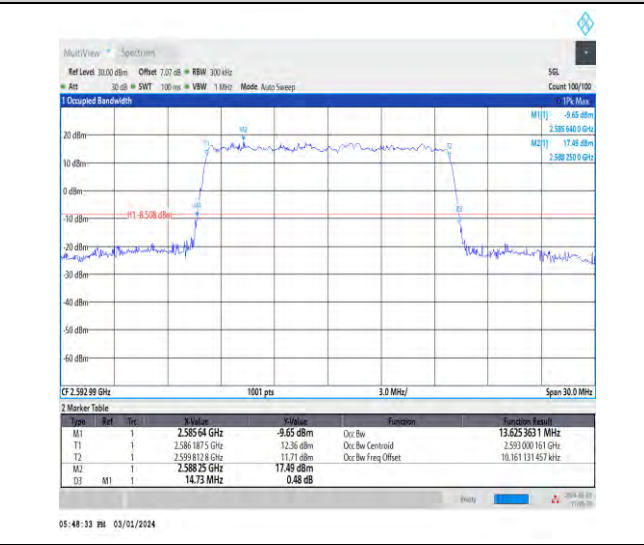 MultiView Spectrum
Ref Level 30.00 dBm Offset 7.07 dB RBW 300 kHz SGL
Att 30 dB SWT 100 ms VBW 1 MHz Mode Auto Sweep Count 100/100
1 Occupied Bandwidth 1Pk Max
M1[1] -9.65 dBm
2.585 640 0 GHz
M2[1] 17.49 dBm
2.588 250 0 GHz
20 dBm
T1
M2
T2
10 dBm
0 dBm
M1
D3
-10 dBm
H1 -8.508 dBm
-20 dBm
-30 dBm
-40 dBm
-50 dBm
-60 dBm
CF 2.592 99 GHz 1001 pts 3.0 MHz/ Span 30.0 MHz
2 Marker Table
Type Ref Trc X-Value Y-Value Function Function Result
M1 1 2.585 64 GHz -9.65 dBm Occ Bw 13.625 363 1 MHz
T1 1 2.586 187 5 GHz 12.36 dBm Occ Bw Centroid 2.593 000 161 GHz
T2 1 2.599 812 8 GHz 11.71 dBm Occ Bw Freq Offset 10.161 131 457 kHz
M2 1 2.588 25 GHz 17.49 dBm
D3 M1 1 14.73 MHz 0.48 dB
05:48:33 PM 03/01/2024